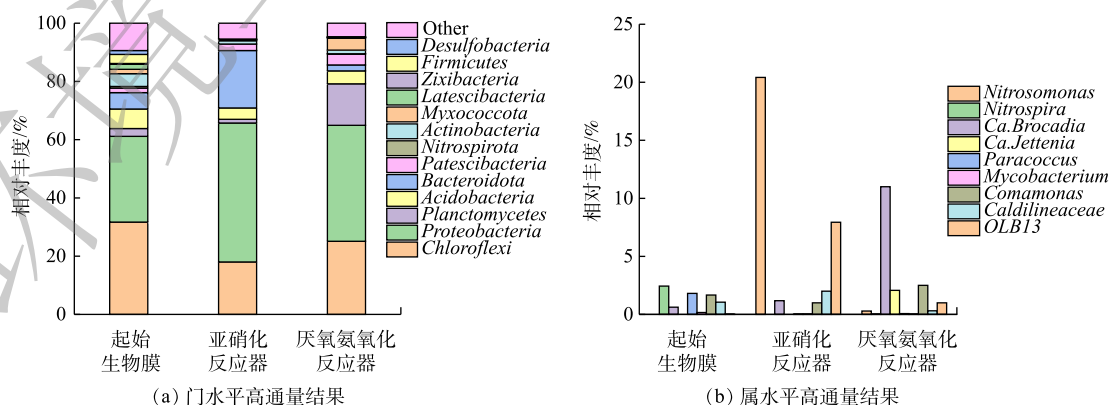 100
80
60
40
20
0
相对丰度/%
Other
Desulfobacteria
Firmicutes
Zixibacteria
Latescibacteria
Myxococcota
Actinobacteria
Nitrospirota
Patescibacteria
Bacteroidota
Acidobacteria
Planctomycetes
Proteobacteria
Chloroflexi
起始
生物膜
亚硝化
反应器
厌氧氨氧化
反应器
(a) 门水平高通量结果
25
20
15
10
5
0
相对丰度/%
Nitrosomonas
Nitrospira
Ca.Brocadia
Ca.Jettenia
Paracoccus
Mycobacterium
Comamonas
Caldilineaceae
OLB13
起始
生物膜
亚硝化
反应器
厌氧氨氧化
反应器
(b) 属水平高通量结果